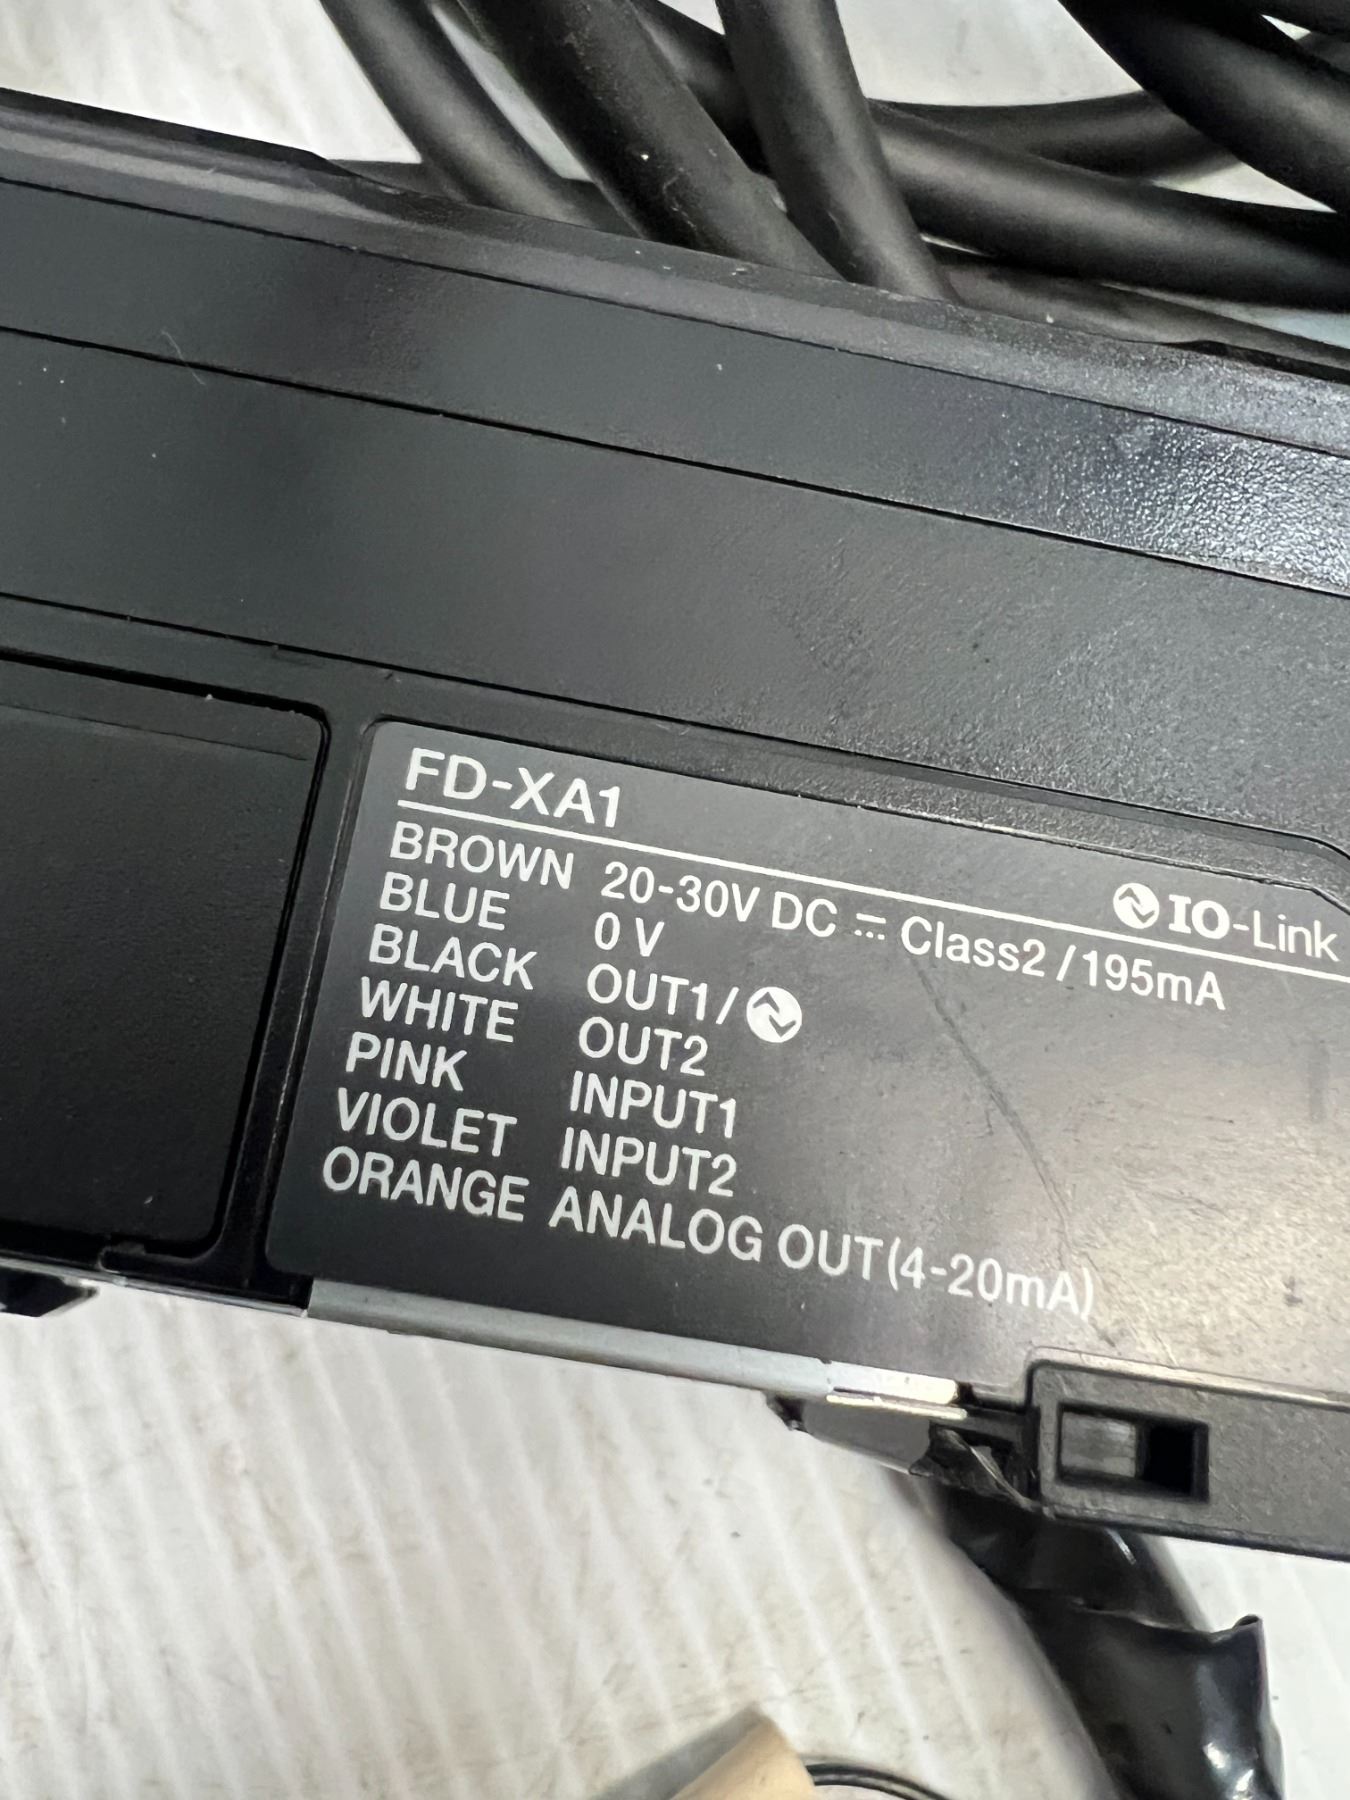 FD-XA1
IO-Link
BROWN 20-30V DC ⎓ Class2 / 195mA
BLUE 0 V
BLACK OUT1/
WHITE OUT2
PINK INPUT1
VIOLET INPUT2
ORANGE ANALOG OUT(4-20mA)